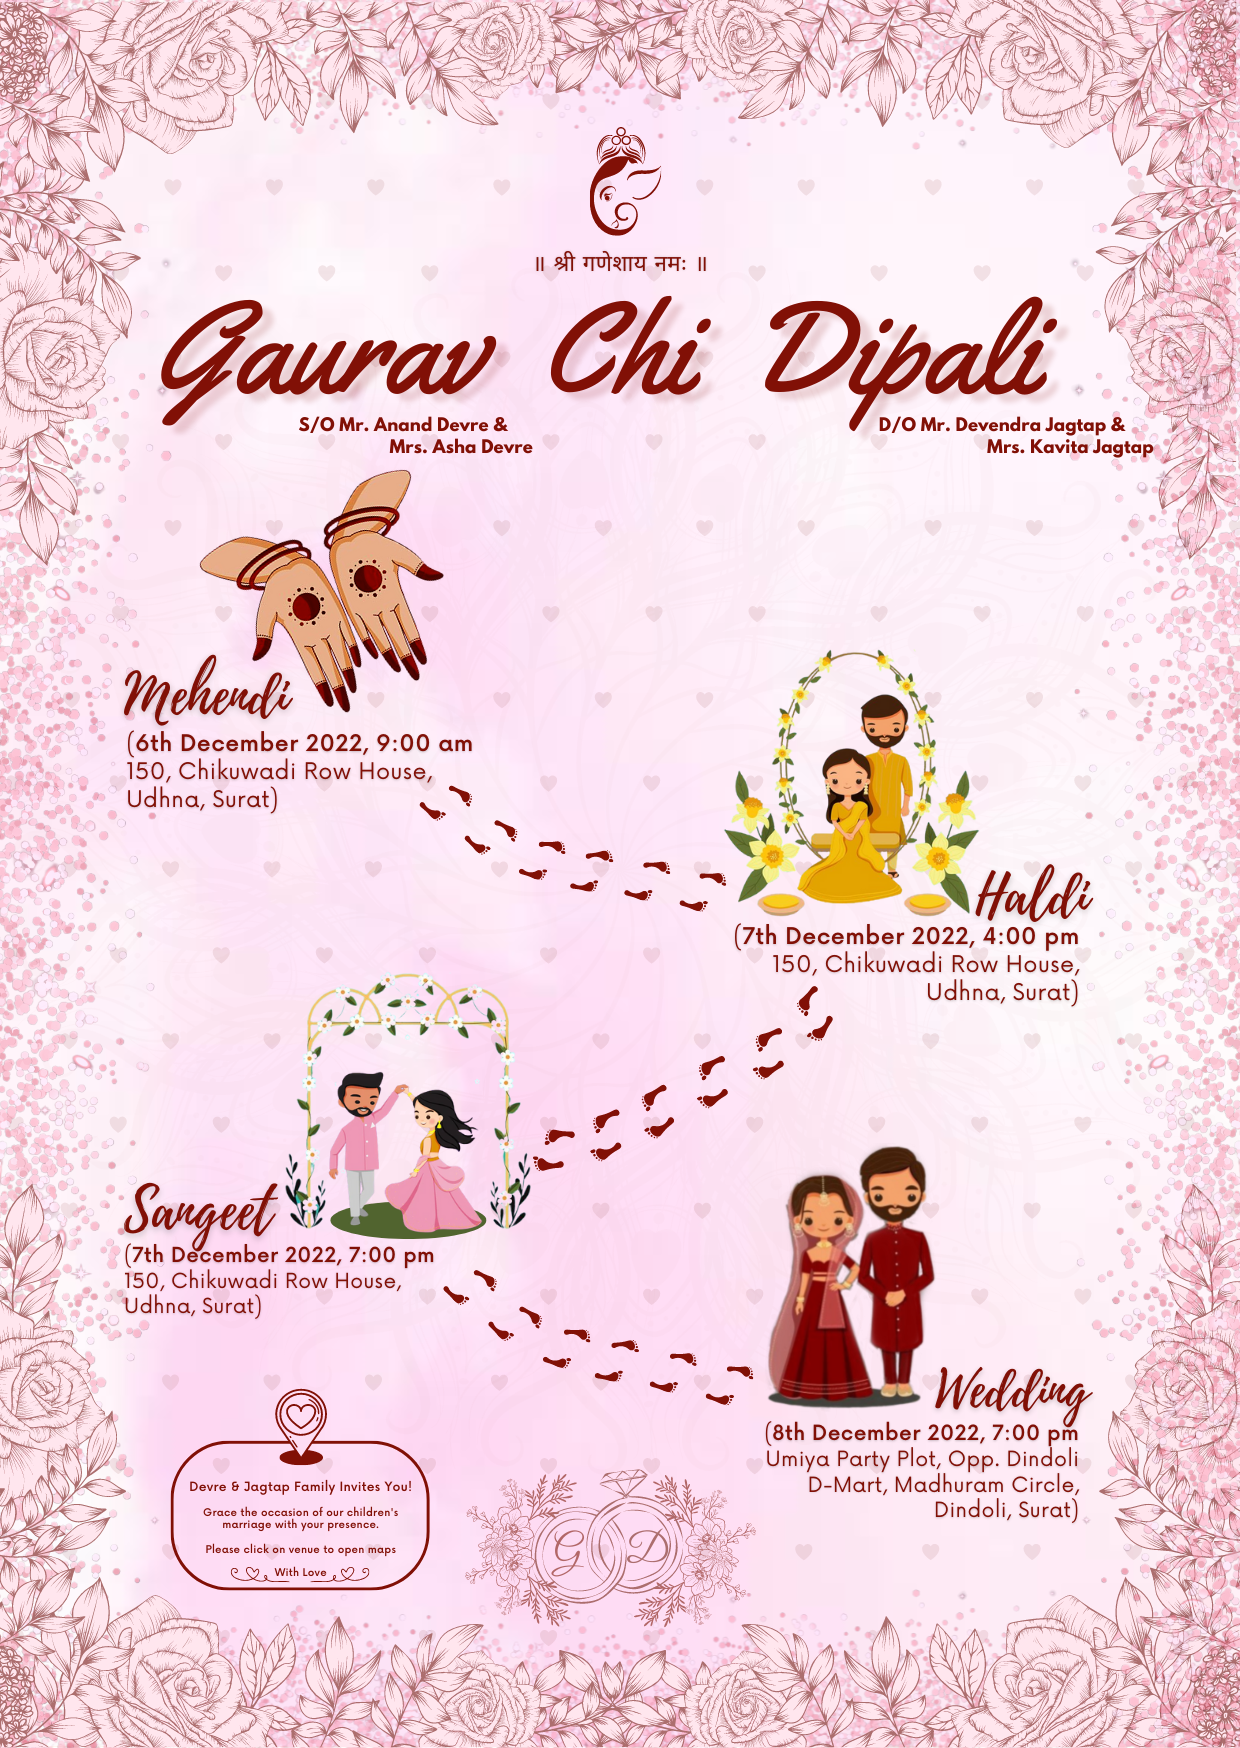 ॥ श्री गणेशाय नमः ॥
Gaurav Chi Dipali
S/O Mr. Anand Devre &
Mrs. Asha Devre
D/O Mr. Devendra Jagtap &
Mrs. Kavita Jagtap
Mehendi
(6th December 2022, 9:00 am
150, Chikuwadi Row House,
Udhna, Surat)
Haldi
(7th December 2022, 4:00 pm
150, Chikuwadi Row House,
Udhna, Surat)
Sangeet
(7th December 2022, 7:00 pm
150, Chikuwadi Row House,
Udhna, Surat)
Wedding
(8th December 2022, 7:00 pm
Umiya Party Plot, Opp. Dindoli
D-Mart, Madhuram Circle,
Dindoli, Surat)
Devre & Jagtap Family Invites You!
Grace the occasion of our children's
marriage with your presence.
Please click on venue to open maps
With Love
G D